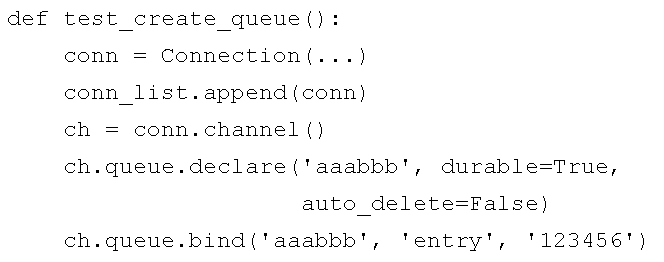 def test_create_queue():
    conn = Connection(...)
    conn_list.append(conn)
    ch = conn.channel()
    ch.queue.declare('aaabbb', durable=True,
                     auto_delete=False)
    ch.queue.bind('aaabbb', 'entry', '123456')